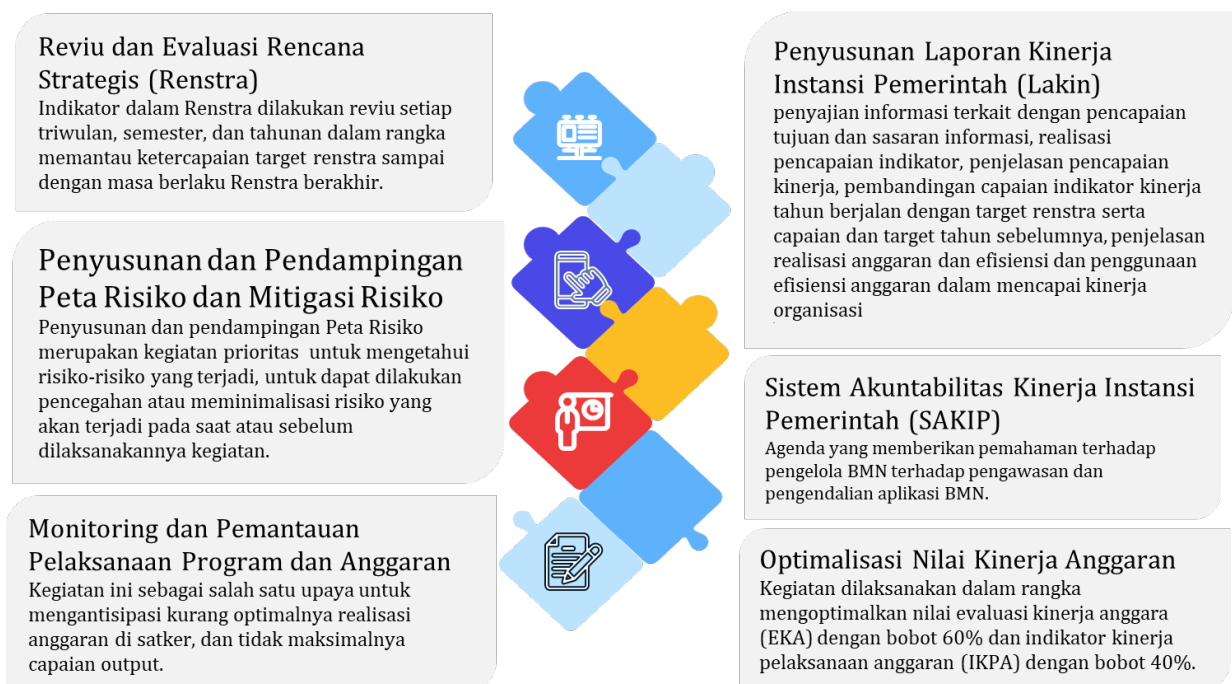 Reviu dan Evaluasi Rencana
Strategis (Renstra)
Indikator dalam Renstra dilakukan reviu setiap
triwulan, semester, dan tahunan dalam rangka
memantau ketercapaian target renstra sampai
dengan masa berlaku Renstra berakhir.
Penyusunan dan Pendampingan
Peta Risiko dan Mitigasi Risiko
Penyusunan dan pendampingan Peta Risiko
merupakan kegiatan prioritas untuk mengetahui
risiko-risiko yang terjadi, untuk dapat dilakukan
pencegahan atau meminimalisasi risiko yang
akan terjadi pada saat atau sebelum
dilaksanakannya kegiatan.
Monitoring dan Pemantauan
Pelaksanaan Program dan Anggaran
Kegiatan ini sebagai salah satu upaya untuk
mengantisipasi kurang optimalnya realisasi
anggaran di satker, dan tidak maksimalnya
capaian output.
Penyusunan Laporan Kinerja
Instansi Pemerintah (Lakin)
penyajian informasi terkait dengan pencapaian
tujuan dan sasaran informasi, realisasi
pencapaian indikator, penjelasan pencapaian
kinerja, pembandingan capaian indikator kinerja
tahun berjalan dengan target renstra serta
capaian dan target tahun sebelumnya, penjelasan
realisasi anggaran dan efisiensi dan penggunaan
efisiensi anggaran dalam mencapai kinerja
organisasi
Sistem Akuntabilitas Kinerja Instansi
Pemerintah (SAKIP)
Agenda yang memberikan pemahaman terhadap
pengelola BMN terhadap pengawasan dan
pengendalian aplikasi BMN.
Optimalisasi Nilai Kinerja Anggaran
Kegiatan dilaksanakan dalam rangka
mengoptimalkan nilai evaluasi kinerja anggara
(EKA) dengan bobot 60% dan indikator kinerja
pelaksanaan anggaran (IKPA) dengan bobot 40%.